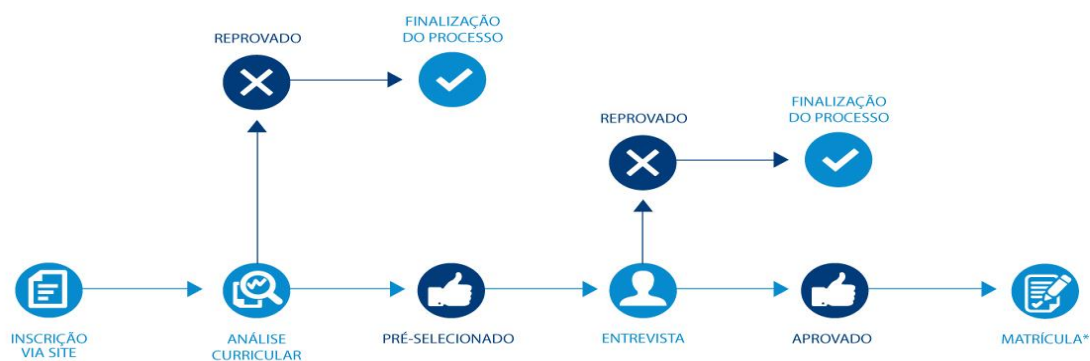 FINALIZAÇÃO
DO PROCESSO
REPROVADO
FINALIZAÇÃO
DO PROCESSO
REPROVADO
INSCRIÇÃO
VIA SITE
ANÁLISE
CURRICULAR
PRÉ-SELECIONADO
ENTREVISTA
APROVADO
MATRÍCULA*